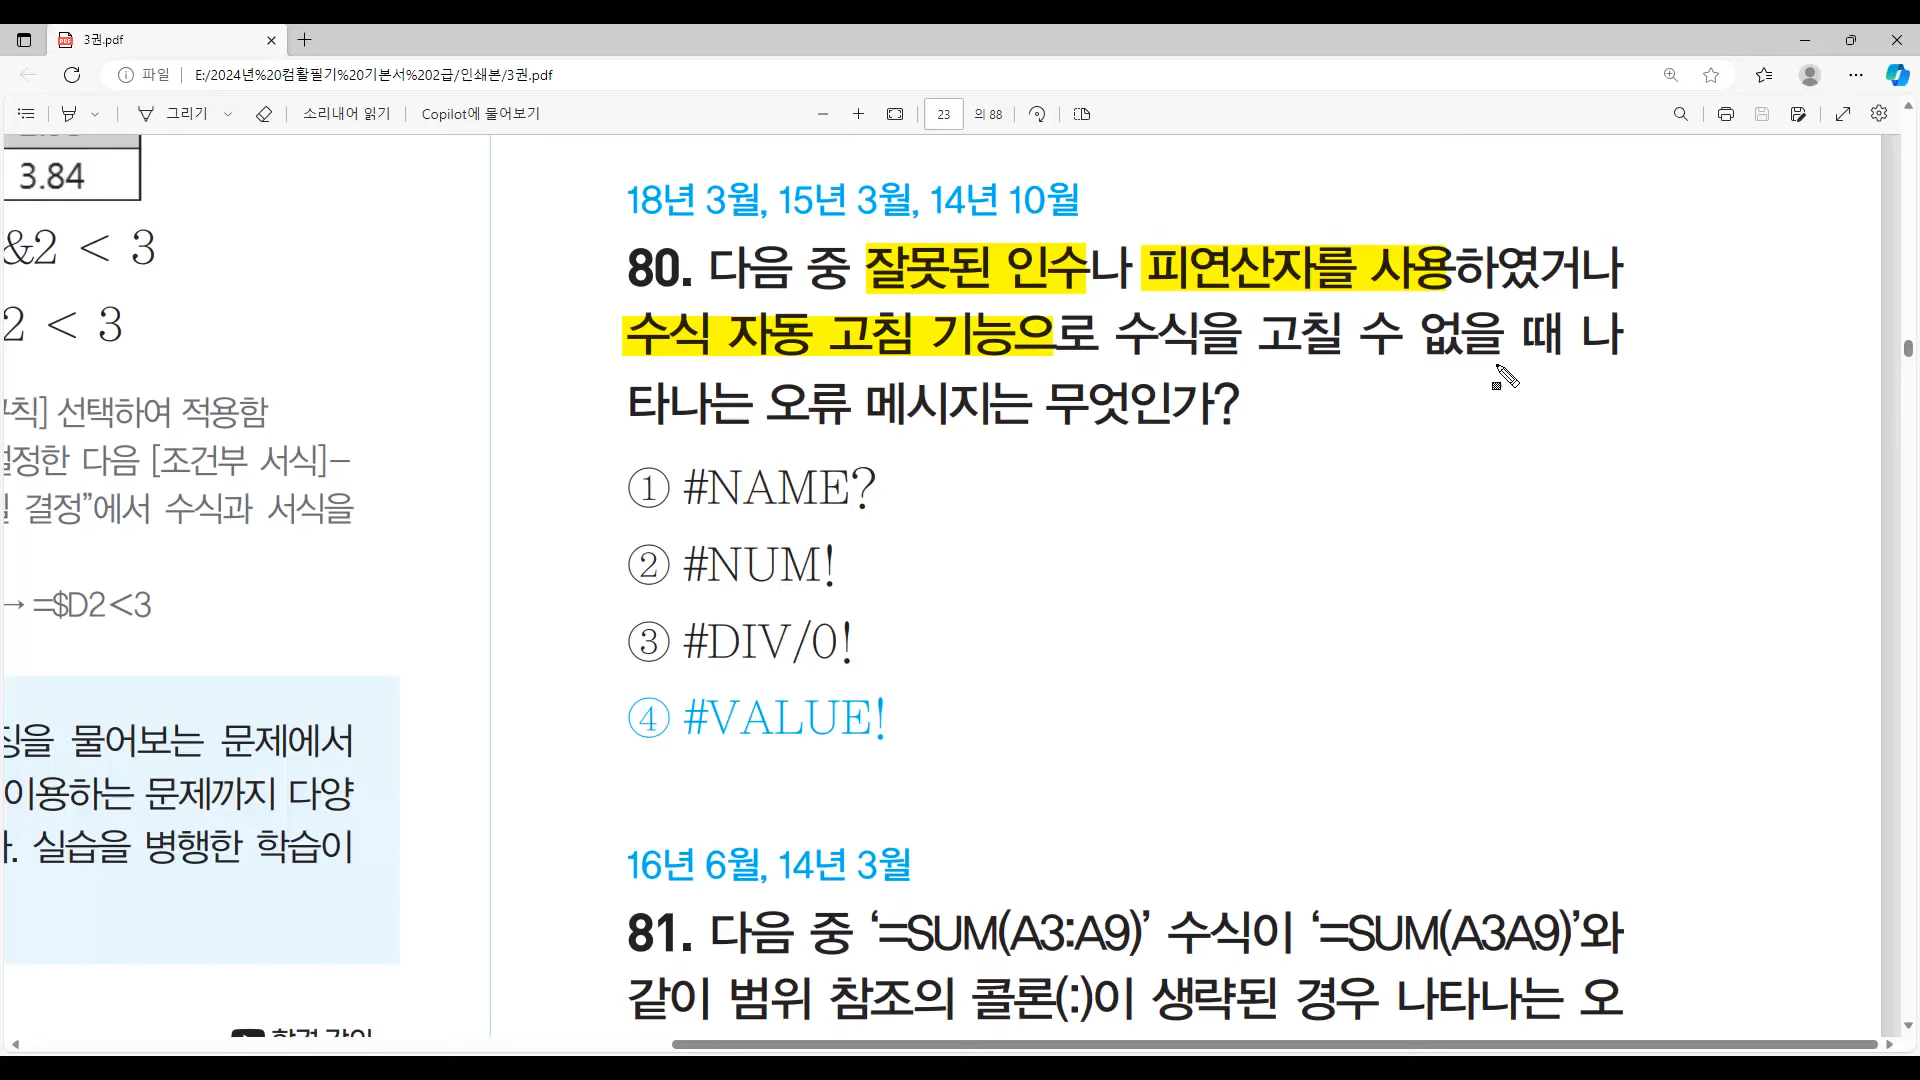 3권.pdf
파일
E:/2024년%20컴활필기%20기본서%202급/인쇄본/3권.pdf
그리기
소리내어 읽기
Copilot에 물어보기
23
의 88
3.84
&2 < 3
2 < 3
칙] 선택하여 적용함
정한 다음 [조건부 서식]–
결정”에서 수식과 서식을
→ =$D2<3
징을 물어보는 문제에서
이용하는 문제까지 다양
. 실습을 병행한 학습이
18년 3월, 15년 3월, 14년 10월
80. 다음 중 잘못된 인수나 피연산자를 사용하였거나
수식 자동 고침 기능으로 수식을 고칠 수 없을 때 나
타나는 오류 메시지는 무엇인가?
① #NAME?
② #NUM!
③ #DIV/0!
④ #VALUE!
16년 6월, 14년 3월
81. 다음 중 ‘=SUM(A3:A9)’ 수식이 ‘=SUM(A3A9)’와
같이 범위 참조의 콜론(:)이 생략된 경우 나타나는 오